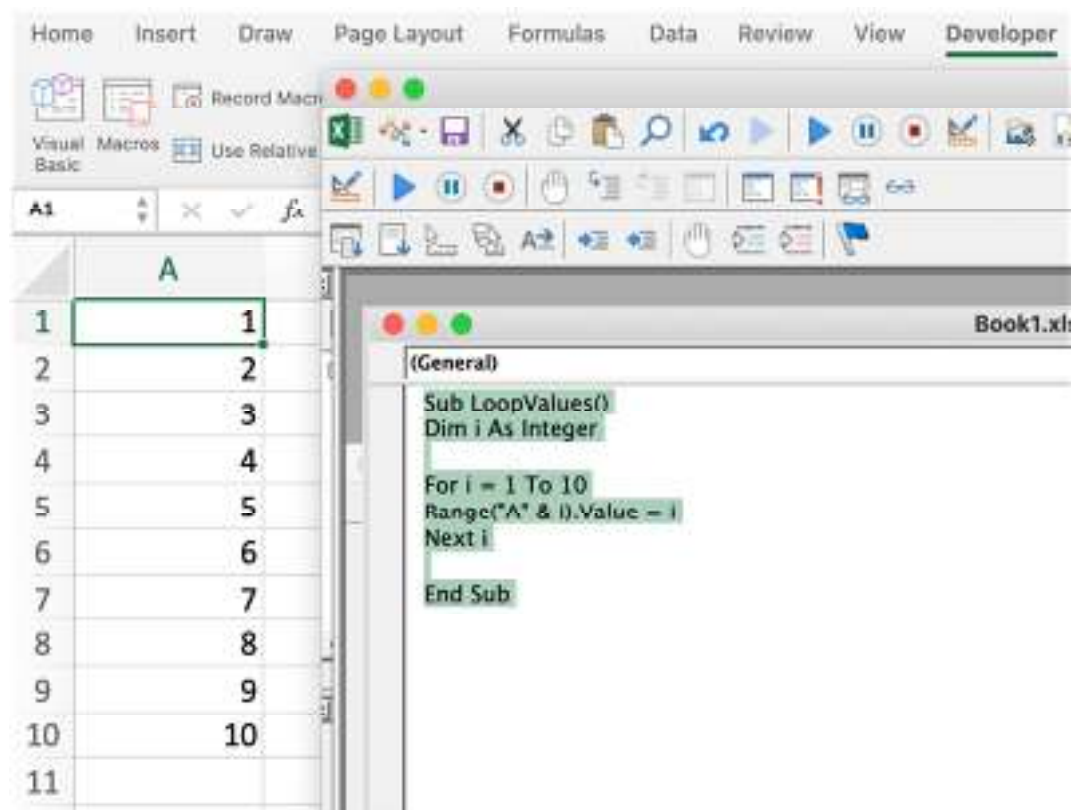 Home Insert Draw Page Layout Formulas Data Review View Developer
Record Macr
Visual Basic
Macros
Use Relative
A1
fx
A
1 1
2 2
3 3
4 4
5 5
6 6
7 7
8 8
9 9
10 10
11
Book1.xls
(General)
Sub LoopValues()
Dim i As Integer
For i = 1 To 10
Range("A" & i).Value = i
Next i
End Sub